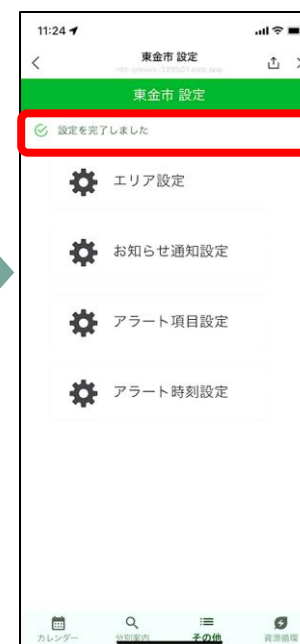 11:24
東金市 設定
東金市 設定
設定を完了しました
エリア設定
お知らせ通知設定
アラート項目設定
アラート時刻設定
カレンダー
分別案内
その他
資源循環